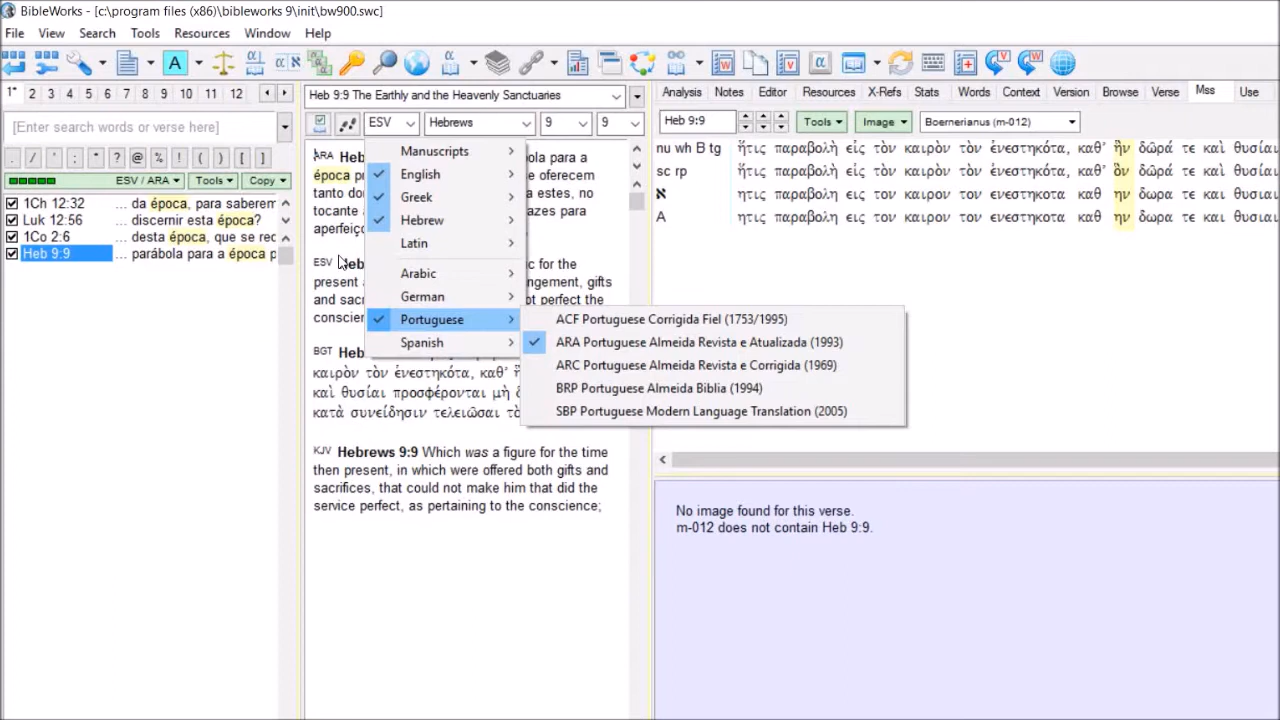 BibleWorks - [c:\program files (x86)\bibleworks 9\init\bw900.swc]
File View Search Tools Resources Window Help
1* 2 3 4 5 6 7 8 9 10 11 12
[Enter search words or verse here]
. / ' ; * ? @ % ! ( ) [ ]
ESV / ARA Tools Copy
1Ch 12:32 ... da época, para saberem
Luk 12:56 ... discernir esta época?
1Co 2:6 ... desta época, que se
Heb 9:9 ... parábola para a época p
Heb 9:9 The Earthly and the Heavenly Sanctuaries
ESV Hebrews 9 9
ARA Heb bola para a
época pr e oferecem
tanto do estes, no
tocante azes para
aperfeiç
ESV Heb c for the
present ngement, gifts
and sacr not perfect the
conscien
BGT Heb
καιρὸν τὸν ἐνεστηκότα, καθ᾽
καὶ θυσίαι προσφέρονται μὴ
κατὰ συνείδησιν τελειῶσαι τὸ
KJV Hebrews 9:9 Which was a figure for the time
then present, in which were offered both gifts and
sacrifices, that could not make him that did the
service perfect, as pertaining to the conscience;
Manuscripts
English
Greek
Hebrew
Latin
Arabic
German
Portuguese
Spanish
ACF Portuguese Corrigida Fiel (1753/1995)
ARA Portuguese Almeida Revista e Atualizada (1993)
ARC Portuguese Almeida Revista e Corrigida (1969)
BRP Portuguese Almeida Biblia (1994)
SBP Portuguese Modern Language Translation (2005)
Analysis Notes Editor Resources X-Refs Stats Words Context Version Browse Verse Mss Use
Heb 9:9 Tools Image Boernerianus (m-012)
nu wh B tg ἥτις παραβολὴ εἰς τὸν καιρὸν τὸν ἐνεστηκότα, καθ᾽ ἣν δῶρά τε καὶ θυσίαι
sc rp ἥτις παραβολὴ εἰς τὸν καιρὸν τὸν ἐνεστηκότα, καθ᾽ ὃν δῶρά τε καὶ θυσίαι
ℵ ητις παραβολη εις τον καιρον τον ενεστηκοτα καθ ην δωρα τε και θυσιαι
A ητις παραβολη εις τον καιρον τον ενεστηκοτα καθ ην δωρα τε και θυσιαι
No image found for this verse.
m-012 does not contain Heb 9:9.